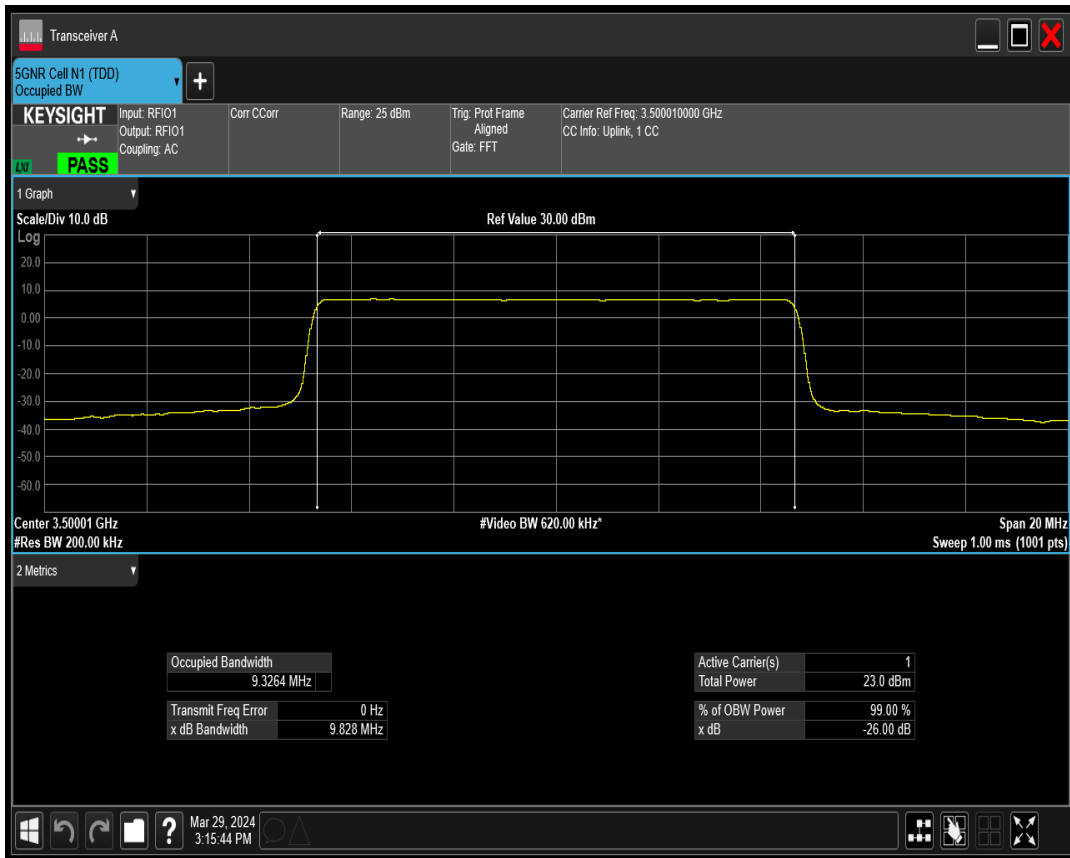 Transceiver A
5GNR Cell N1 (TDD)
Occupied BW
+
KEYSIGHT
LXI
PASS
Input: RFIO1
Output: RFIO1
Coupling: AC
Corr CCorr
Range: 25 dBm
Trig: Prot Frame
Aligned
Gate: FFT
Carrier Ref Freq: 3.500010000 GHz
CC Info: Uplink, 1 CC
1 Graph
Scale/Div 10.0 dB
Ref Value 30.00 dBm
Log
20.0
10.0
0.00
-10.0
-20.0
-30.0
-40.0
-50.0
-60.0
Center 3.50001 GHz
#Video BW 620.00 kHz*
Span 20 MHz
#Res BW 200.00 kHz
Sweep 1.00 ms (1001 pts)
2 Metrics
Occupied Bandwidth
9.3264 MHz
Transmit Freq Error 0 Hz
x dB Bandwidth 9.828 MHz
Active Carrier(s) 1
Total Power 23.0 dBm
% of OBW Power 99.00 %
x dB -26.00 dB
?
Mar 29, 2024
3:15:44 PM